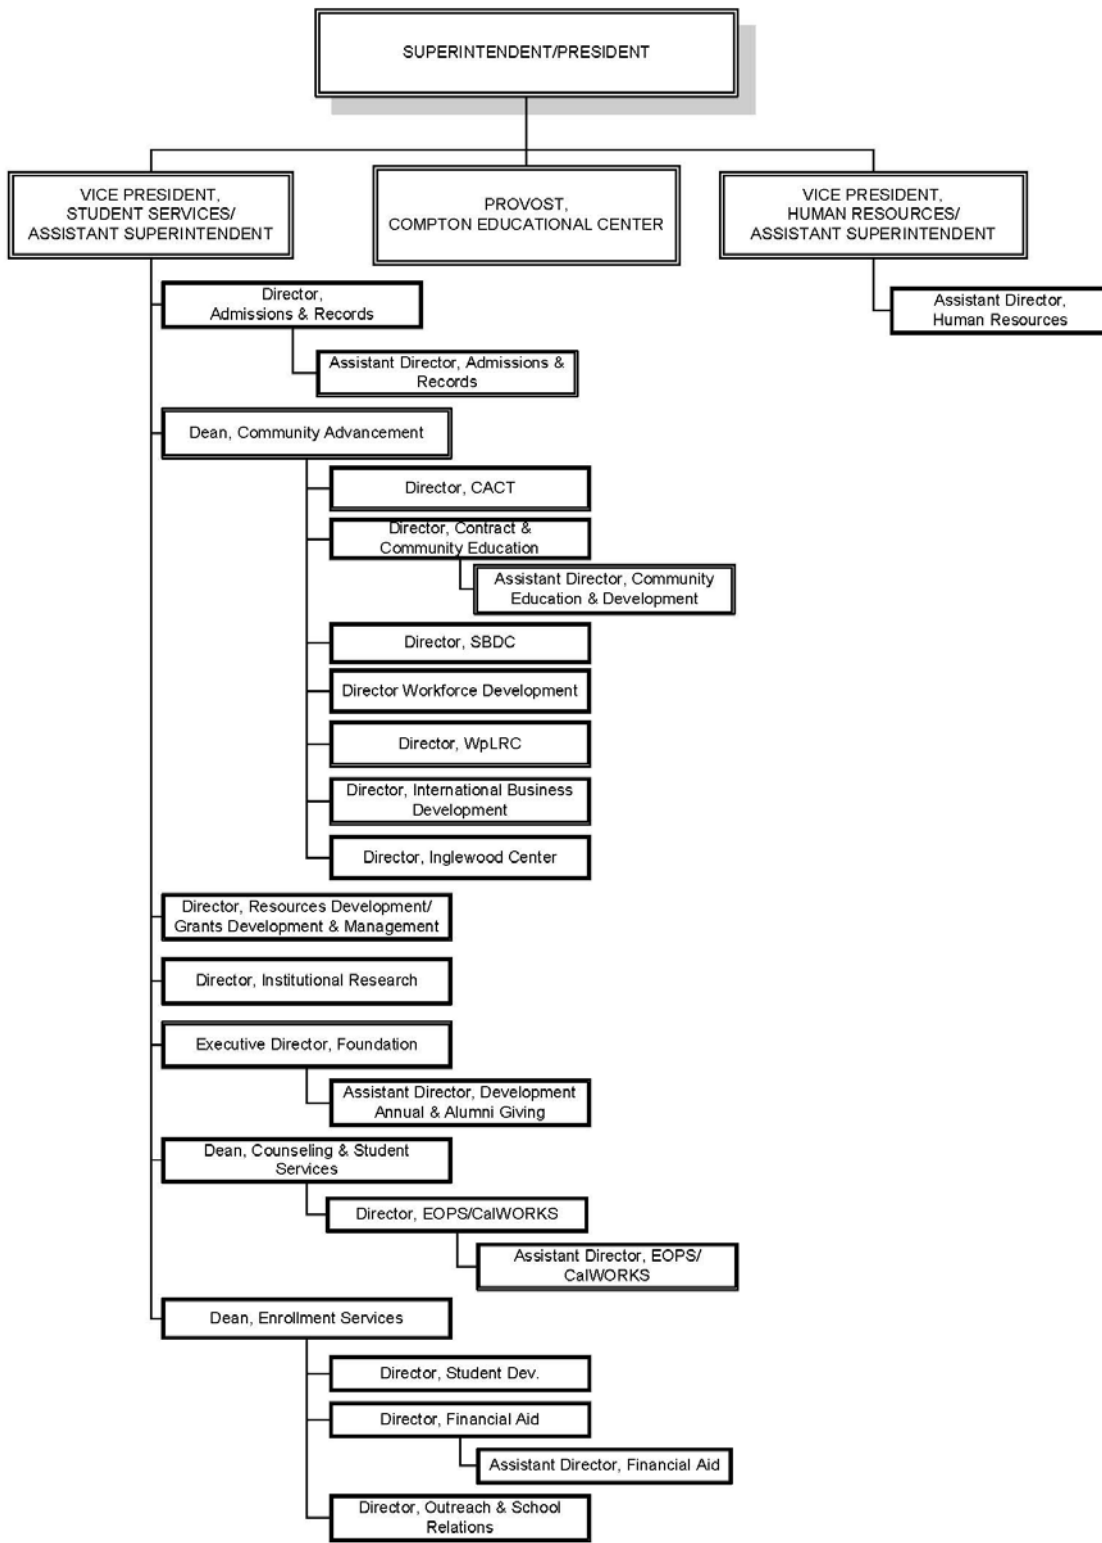 SUPERINTENDENT/PRESIDENT
VICE PRESIDENT,
STUDENT SERVICES/
ASSISTANT SUPERINTENDENT
PROVOST,
COMPTON EDUCATIONAL CENTER
VICE PRESIDENT,
HUMAN RESOURCES/
ASSISTANT SUPERINTENDENT
Director,
Admissions & Records
Assistant Director,
Human Resources
Assistant Director, Admissions &
Records
Dean, Community Advancement
Director, CACT
Director, Contract &
Community Education
Assistant Director, Community
Education & Development
Director, SBDC
Director Workforce Development
Director, WpLRC
Director, International Business
Development
Director, Inglewood Center
Director, Resources Development/
Grants Development & Management
Director, Institutional Research
Executive Director, Foundation
Assistant Director, Development
Annual & Alumni Giving
Dean, Counseling & Student
Services
Director, EOPS/CalWORKS
Assistant Director, EOPS/
CalWORKS
Dean, Enrollment Services
Director, Student Dev.
Director, Financial Aid
Assistant Director, Financial Aid
Director, Outreach & School
Relations